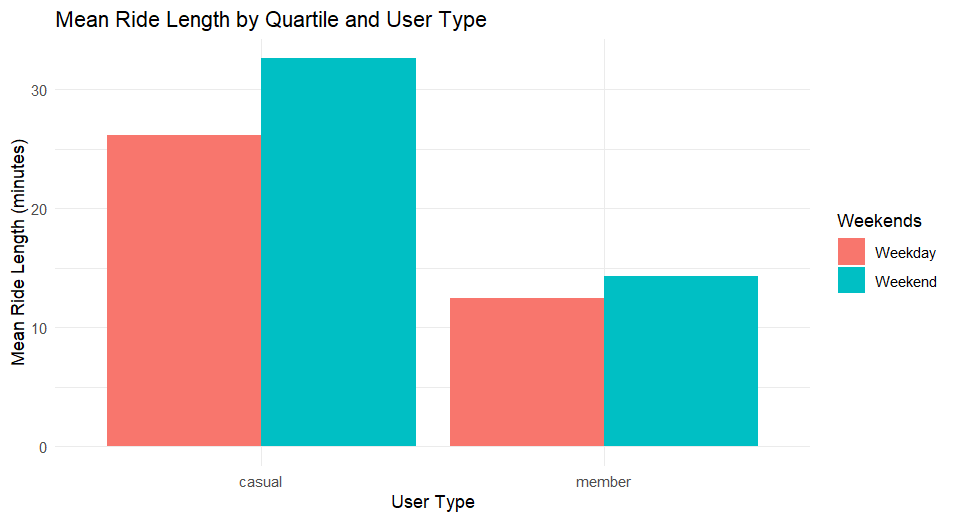 Mean Ride Length by Quartile and User Type
Mean Ride Length (minutes)
30
20
10
0
casual
member
User Type
Weekends
Weekday
Weekend